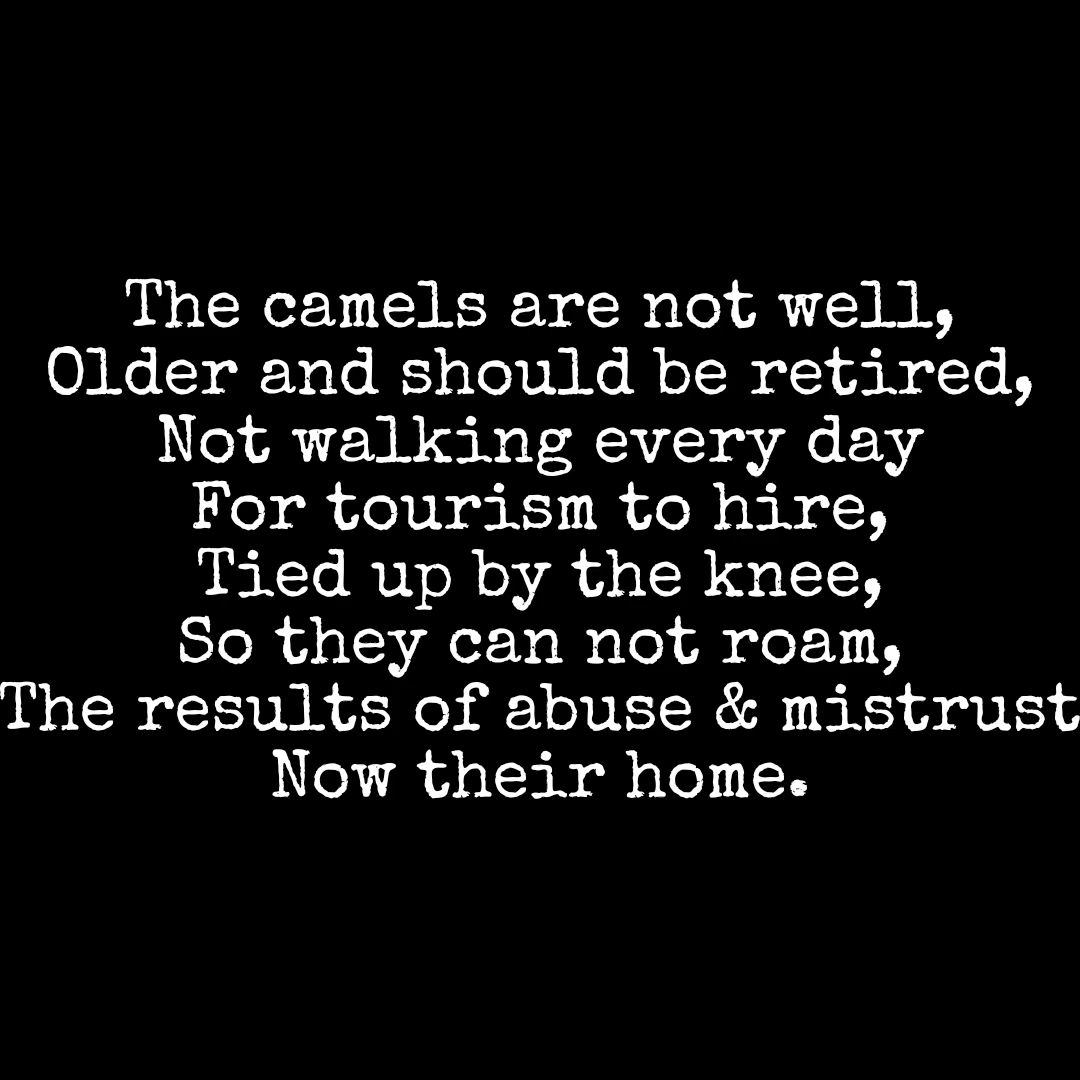 The camels are not well,
Older and should be retired,
Not walking every day
For tourism to hire,
Tied up by the knee,
So they can not roam,
The results of abuse & mistrust
Now their home.